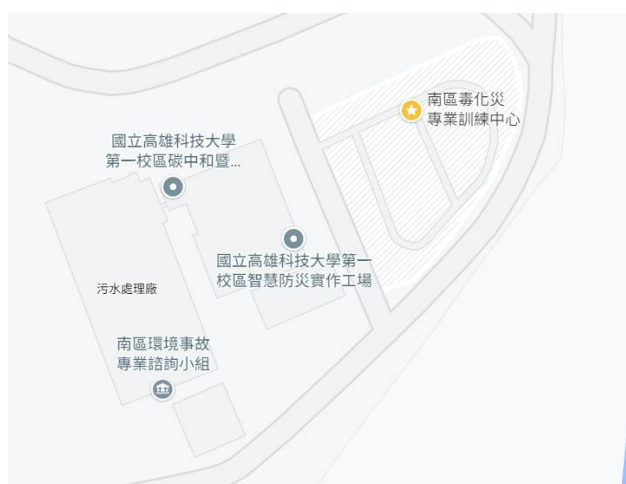 南區毒化災
專業訓練中心
國立高雄科技大學
第一校區碳中和暨...
國立高雄科技大學第一
校區智慧防災實作工場
污水處理廠
南區環境事故
專業諮詢小組